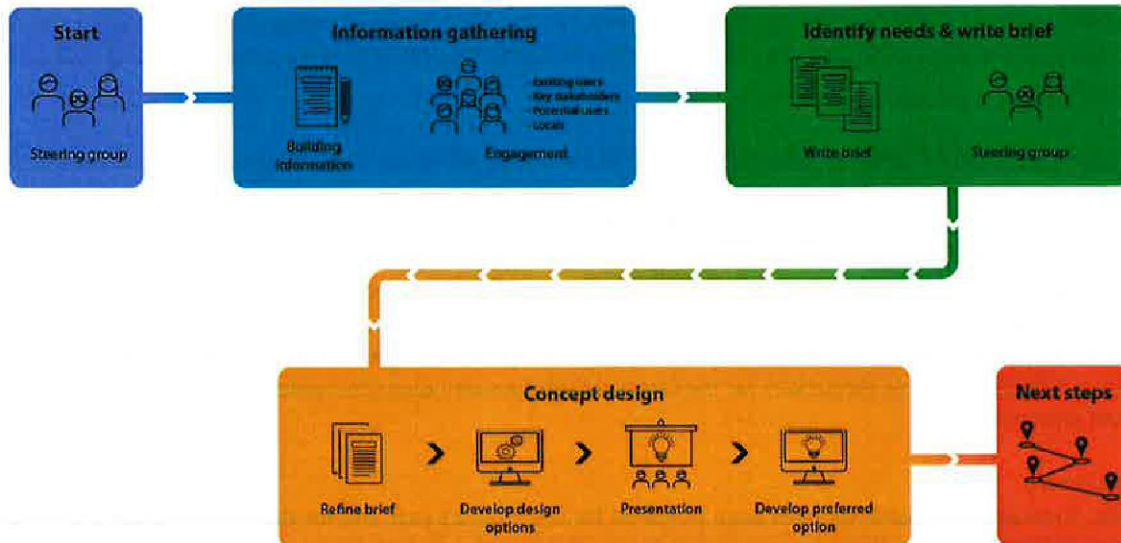 Start
Steering group
Information gathering
Building
information
- Existing users
- Key stakeholders
- Potential users
- Locals
Engagement
Identify needs & write brief
Write brief
Steering group
Concept design
Refine brief
Develop design
options
Presentation
Develop preferred
option
Next steps